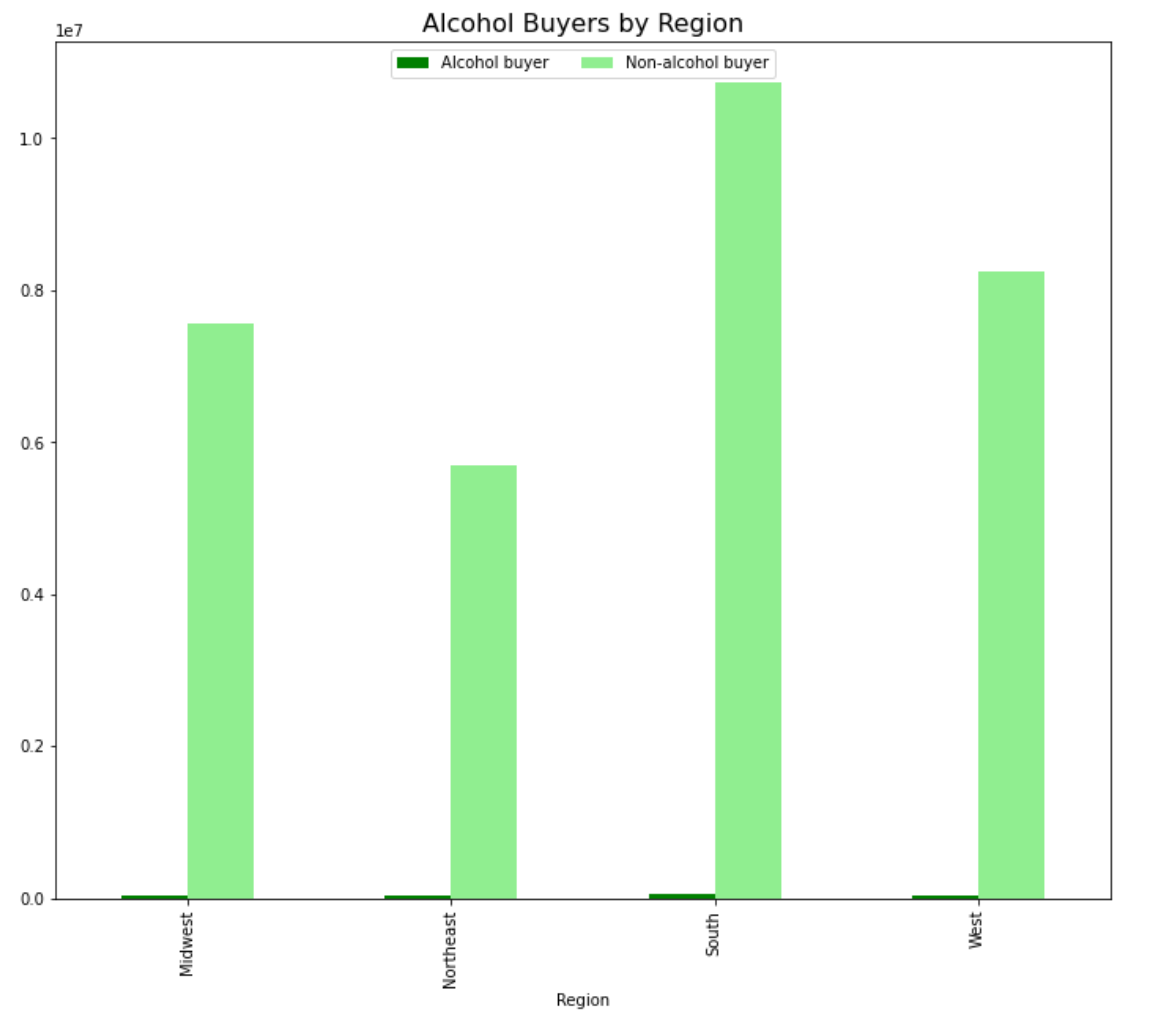 Alcohol Buyers by Region
1e7
Alcohol buyer Non-alcohol buyer
1.0
0.8
0.6
0.4
0.2
0.0
Midwest
Northeast
South
West
Region